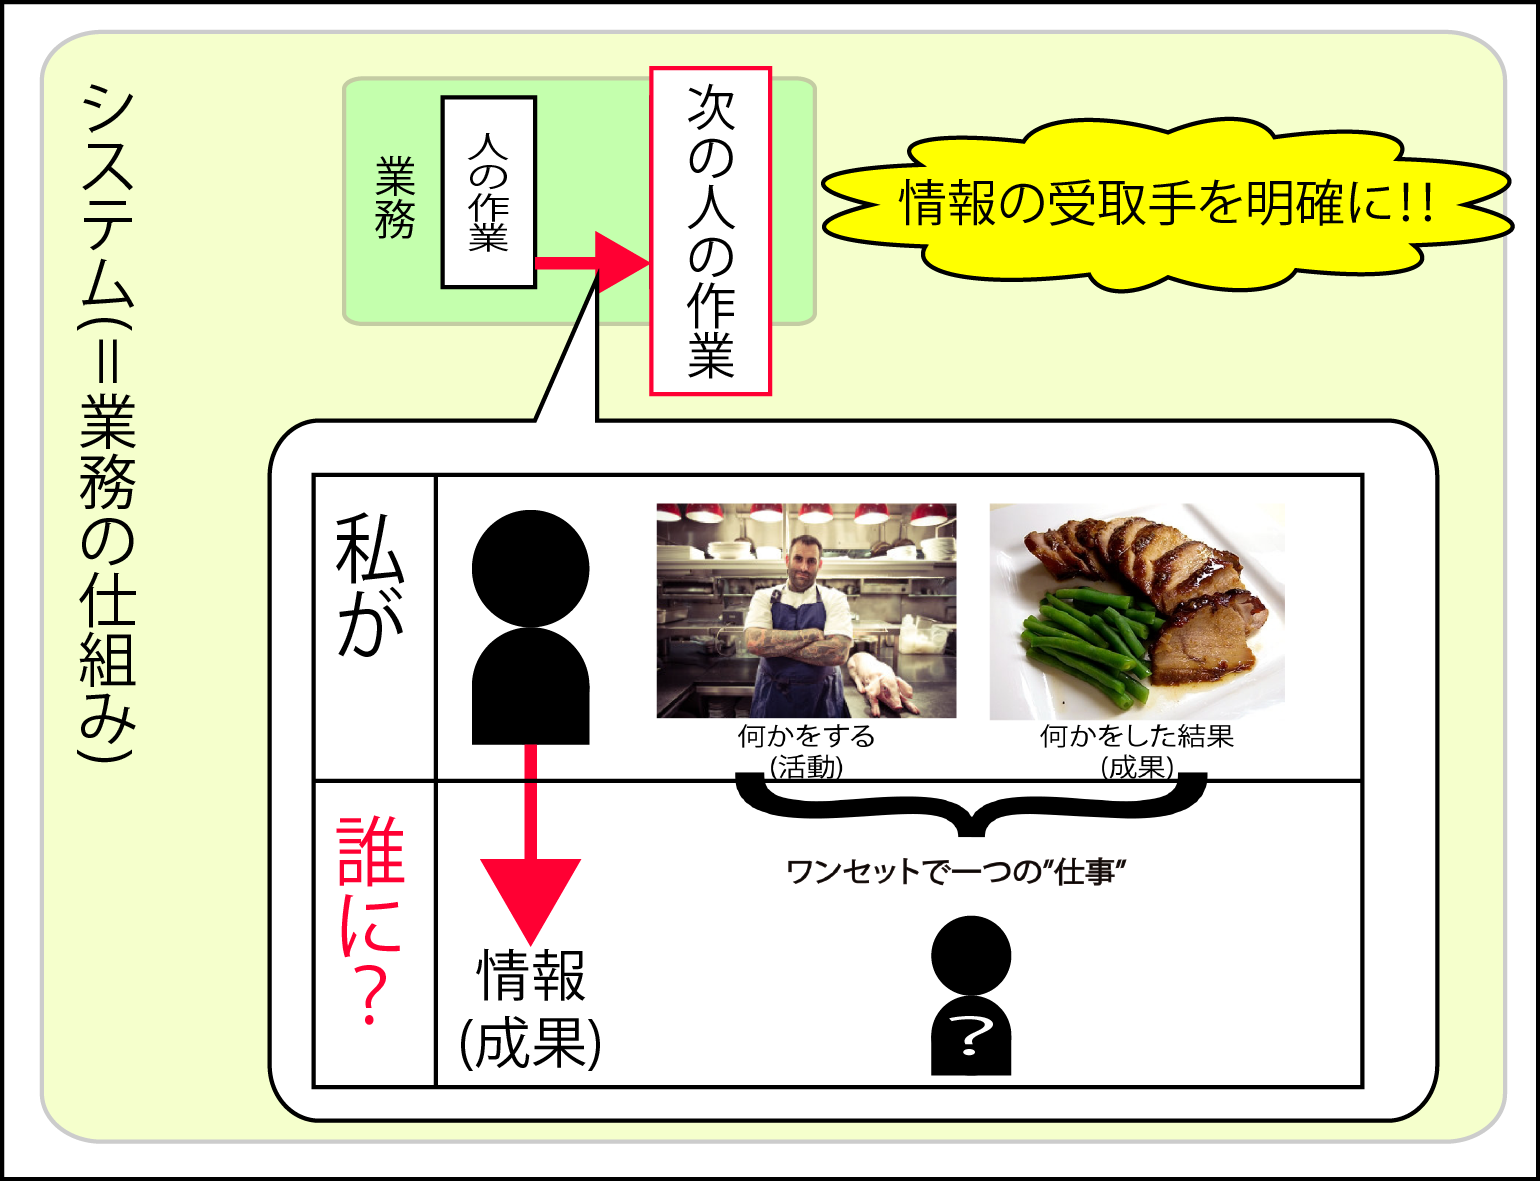 システム(＝業務の仕組み)
業務
人の作業
次の人の作業
情報の受取手を明確に!!
私が
何かをする
(活動)
何かをした結果
(成果)
誰に？
情報
(成果)
ワンセットで一つの”仕事”
?